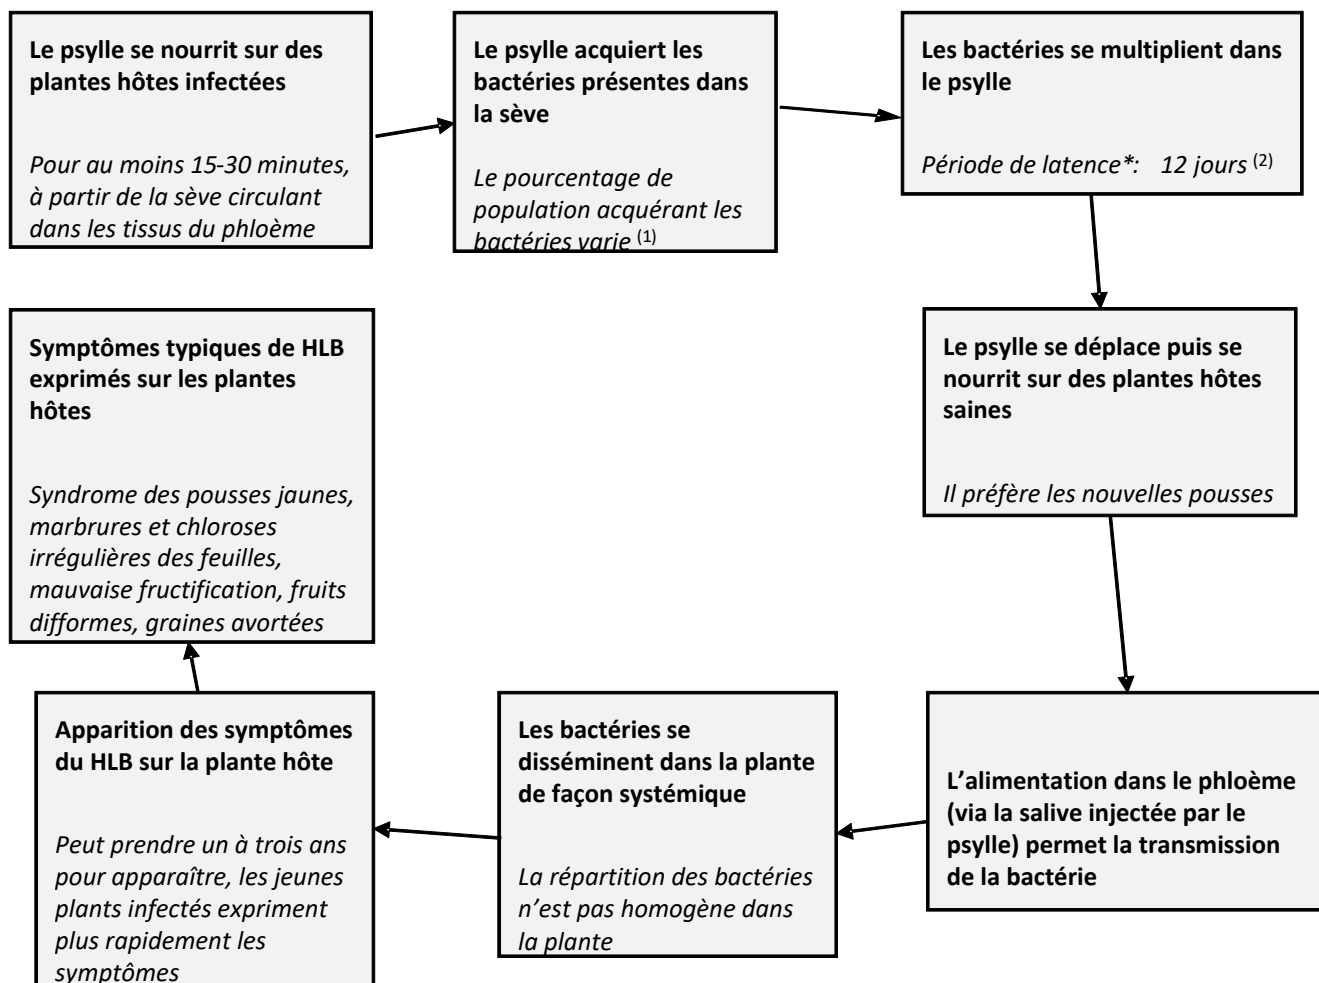 Le psylle se nourrit sur des
plantes hôtes infectées
Pour au moins 15-30 minutes,
à partir de la sève circulant
dans les tissus du phloème
Le psylle acquiert les
bactéries présentes dans
la sève
Le pourcentage de
population acquérant les
bactéries varie (1)
Les bactéries se multiplient dans
le psylle
Période de latence*: 12 jours (2)
Le psylle se déplace puis se
nourrit sur des plantes hôtes
saines
Il préfère les nouvelles pousses
L’alimentation dans le phloème
(via la salive injectée par le
psylle) permet la transmission
de la bactérie
Les bactéries se
disséminent dans la plante
de façon systémique
La répartition des bactéries
n’est pas homogène dans
la plante
Apparition des symptômes
du HLB sur la plante hôte
Peut prendre un à trois ans
pour apparaître, les jeunes
plants infectés expriment
plus rapidement les
symptômes
Symptômes typiques de HLB
exprimés sur les plantes
hôtes
Syndrome des pousses jaunes,
marbrures et chloroses
irrégulières des feuilles,
mauvaise fructification, fruits
difformes, graines avortées